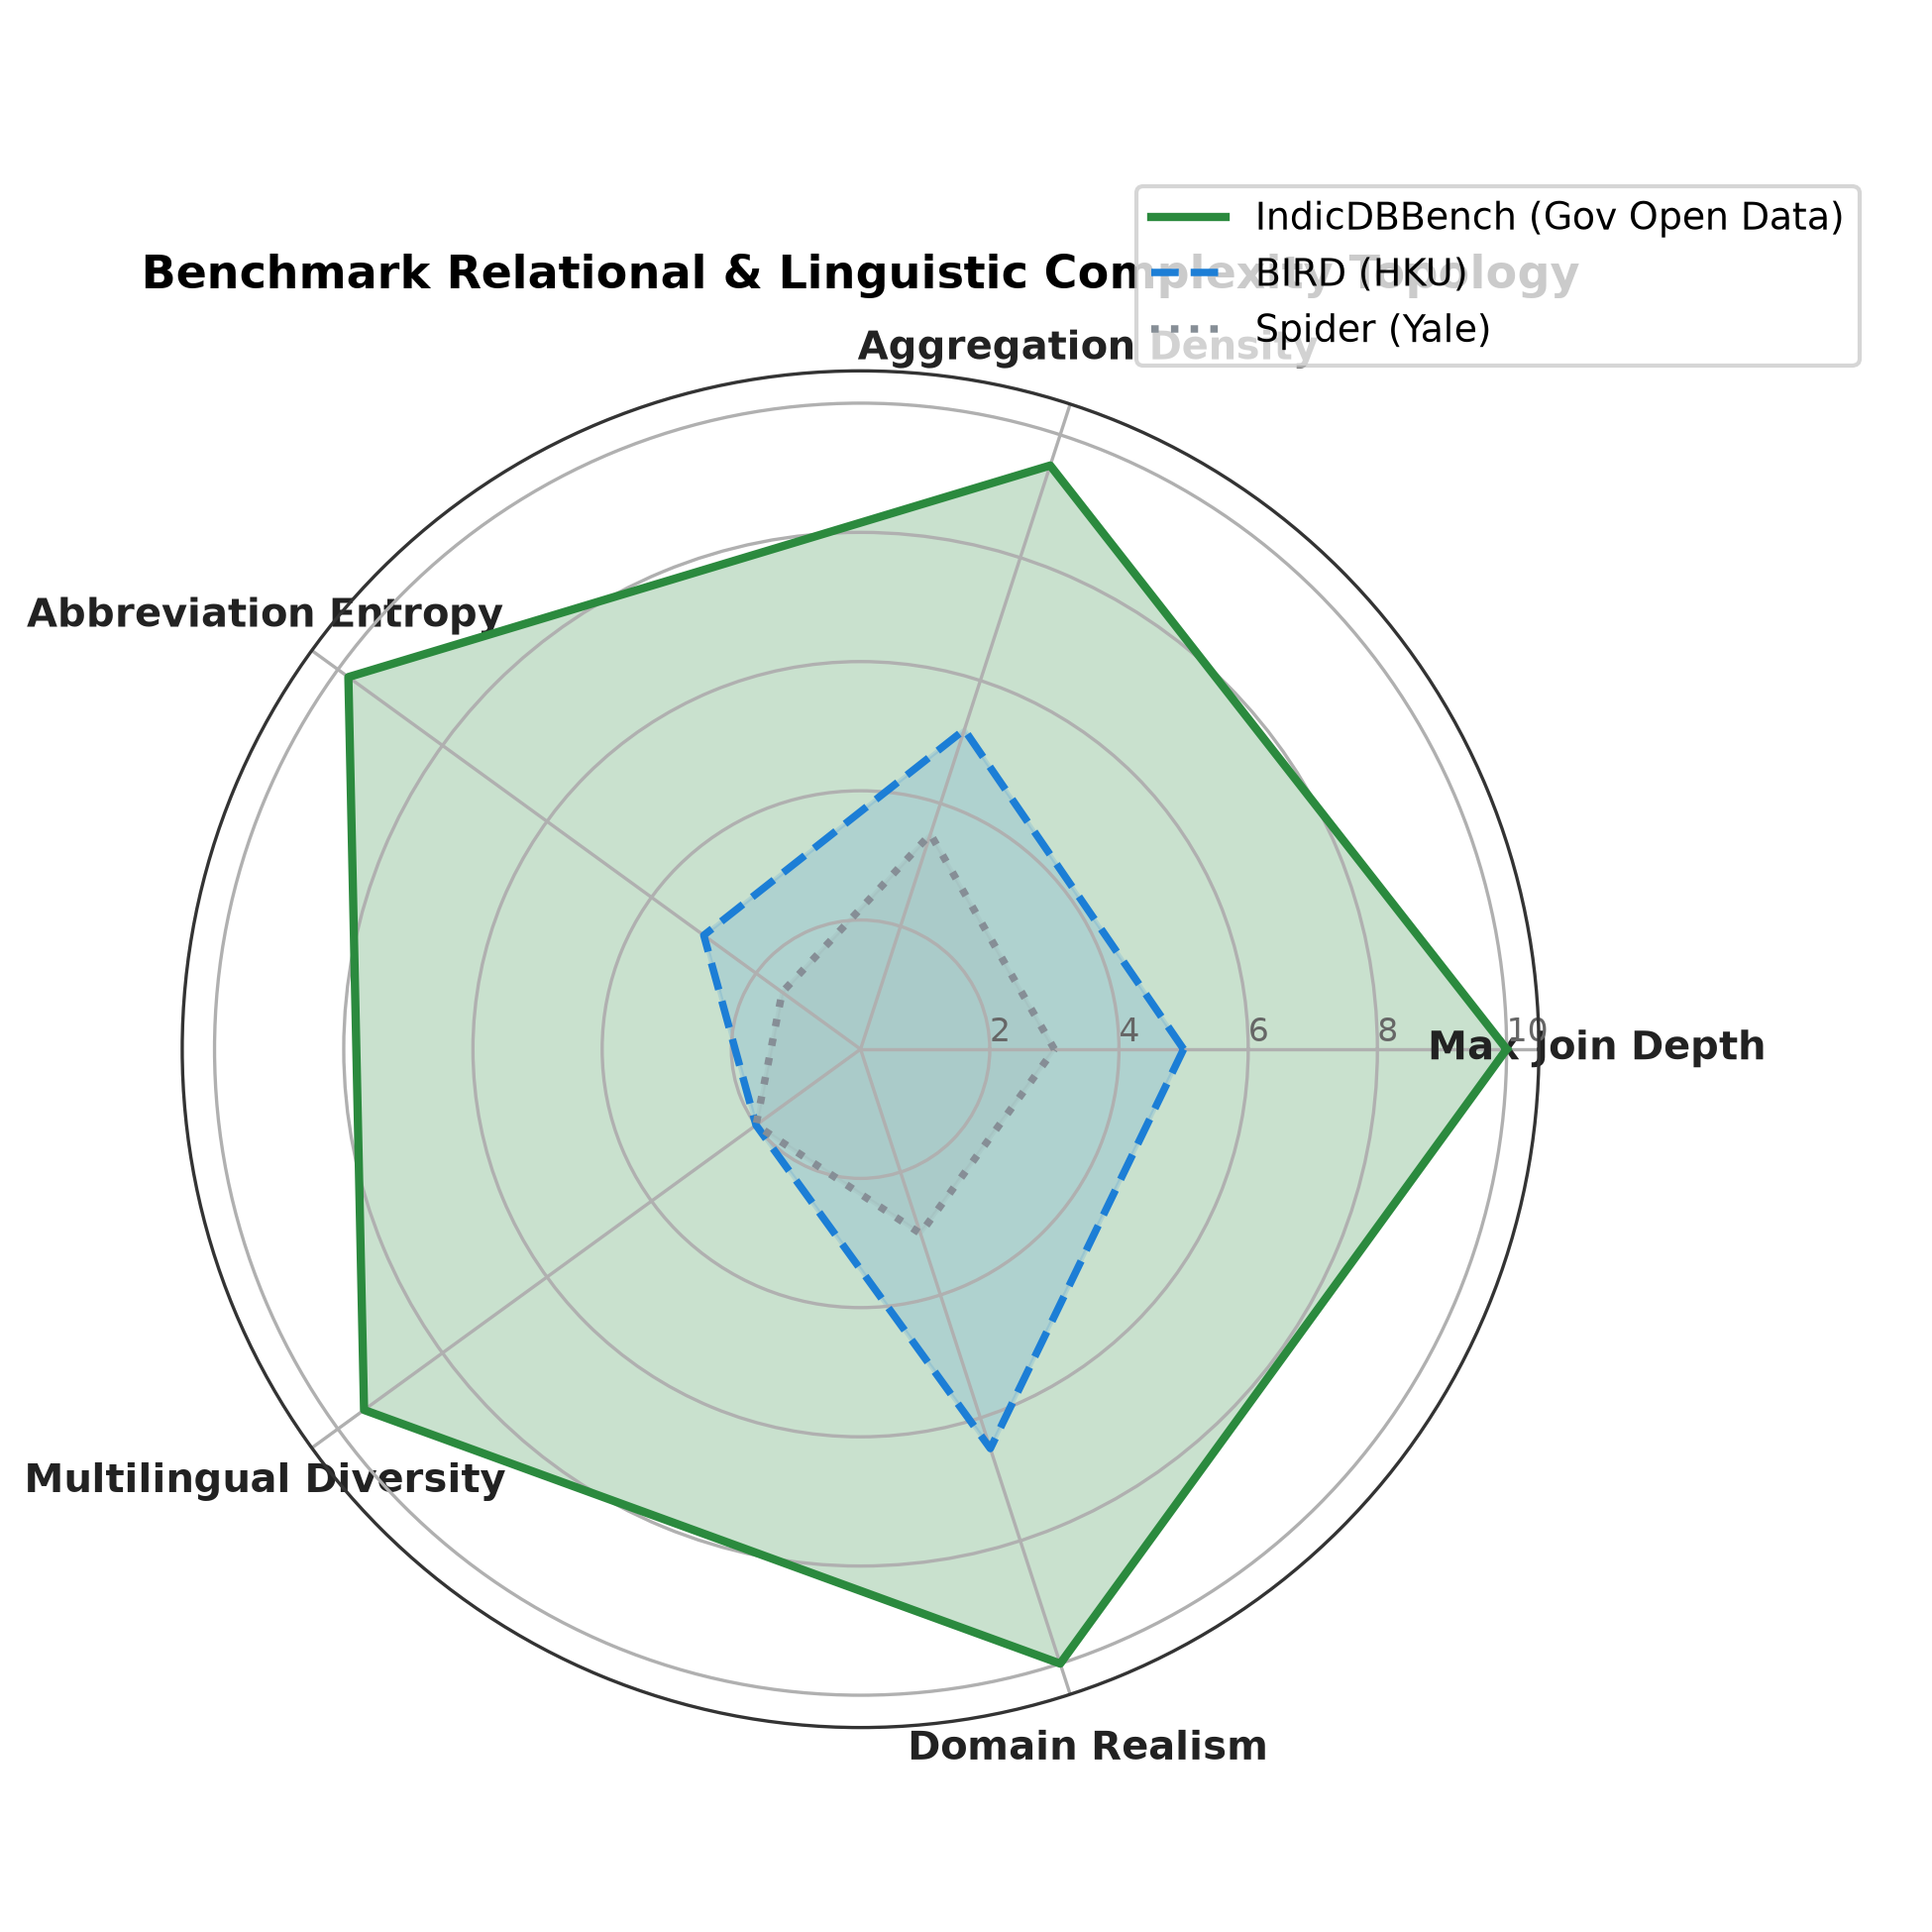 IndicDBBench (Gov Open Data)
Benchmark Relational & Linguistic Complexity Topology
BIRD (HKU)
Spider (Yale)
Aggregation Density
Abbreviation Entropy
2
4
6
8
10
Max Join Depth
Multilingual Diversity
Domain Realism